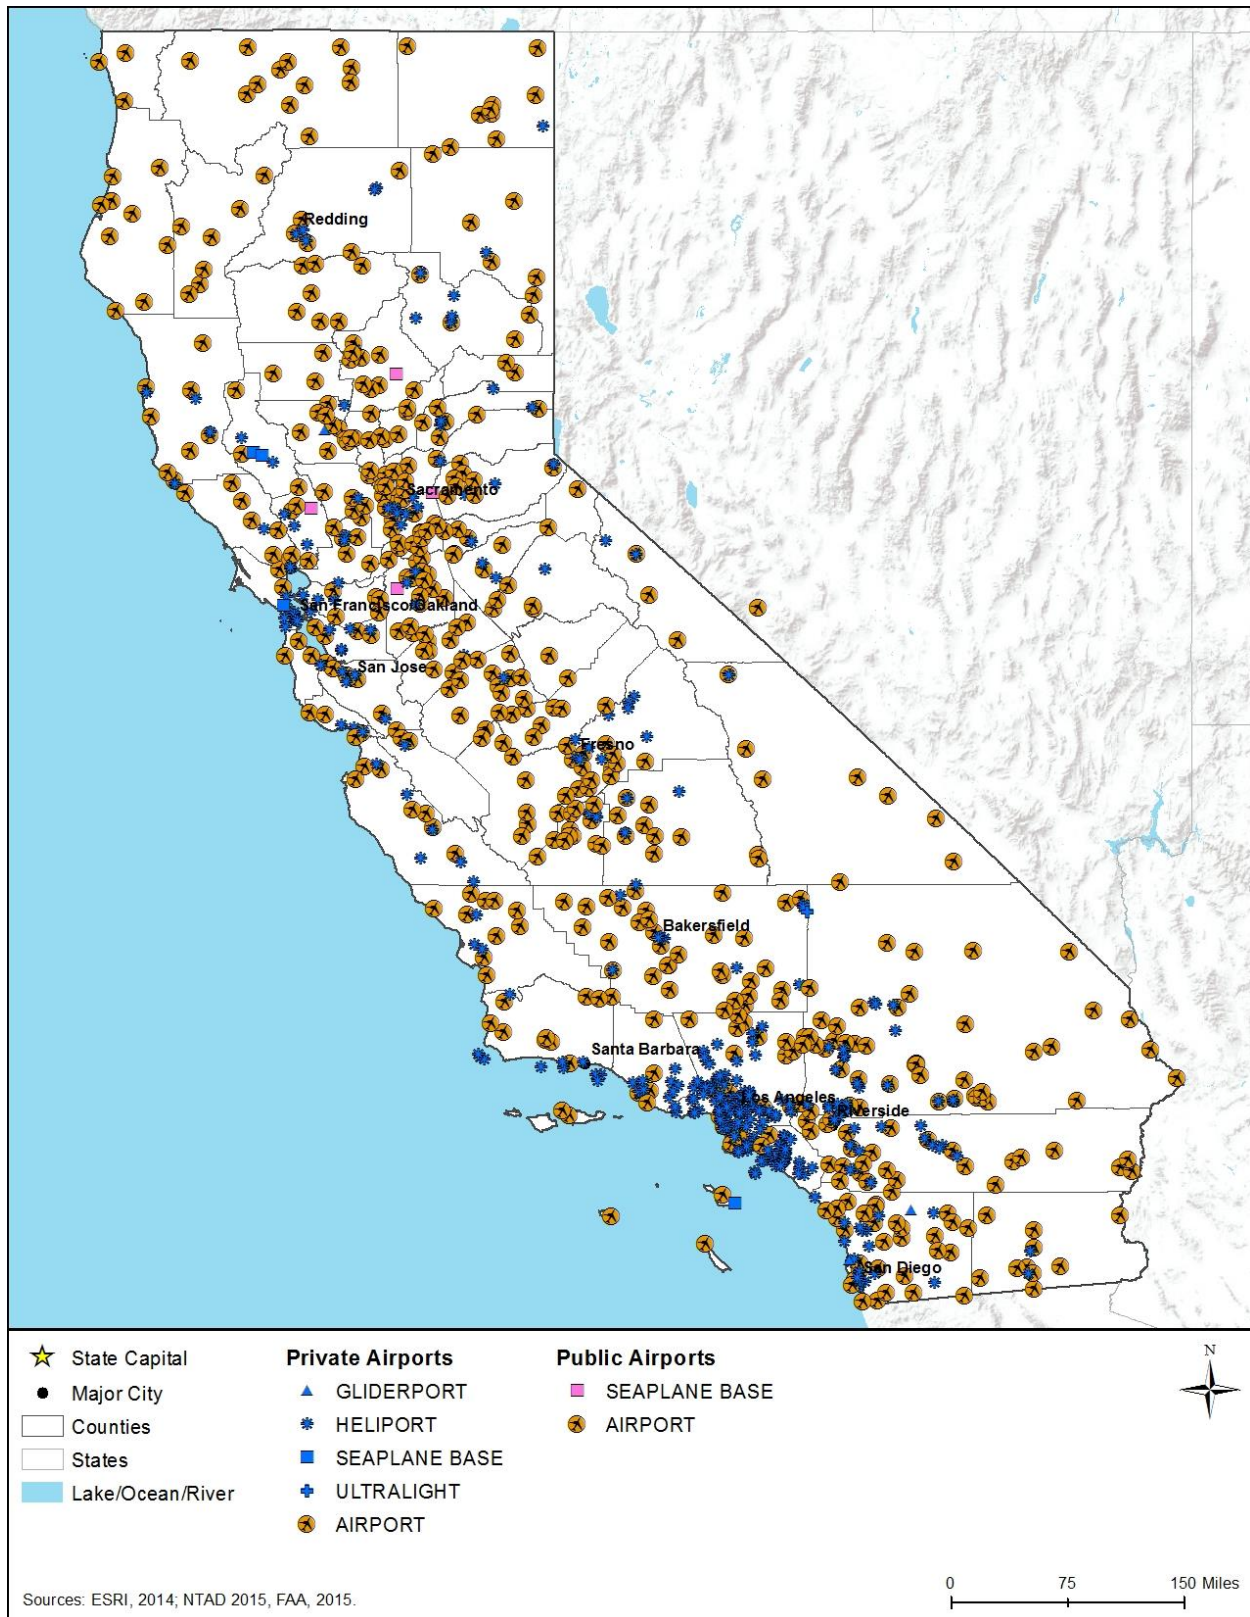 Redding
Sacramento
San Francisco/Oakland
San Jose
Fresno
Bakersfield
Santa Barbara
Los Angeles
Riverside
San Diego
State Capital
Major City
Counties
States
Lake/Ocean/River
Private Airports
GLIDERPORT
HELIPORT
SEAPLANE BASE
ULTRALIGHT
AIRPORT
Public Airports
SEAPLANE BASE
AIRPORT
N
0 75 150 Miles
Sources: ESRI, 2014; NTAD 2015, FAA, 2015.